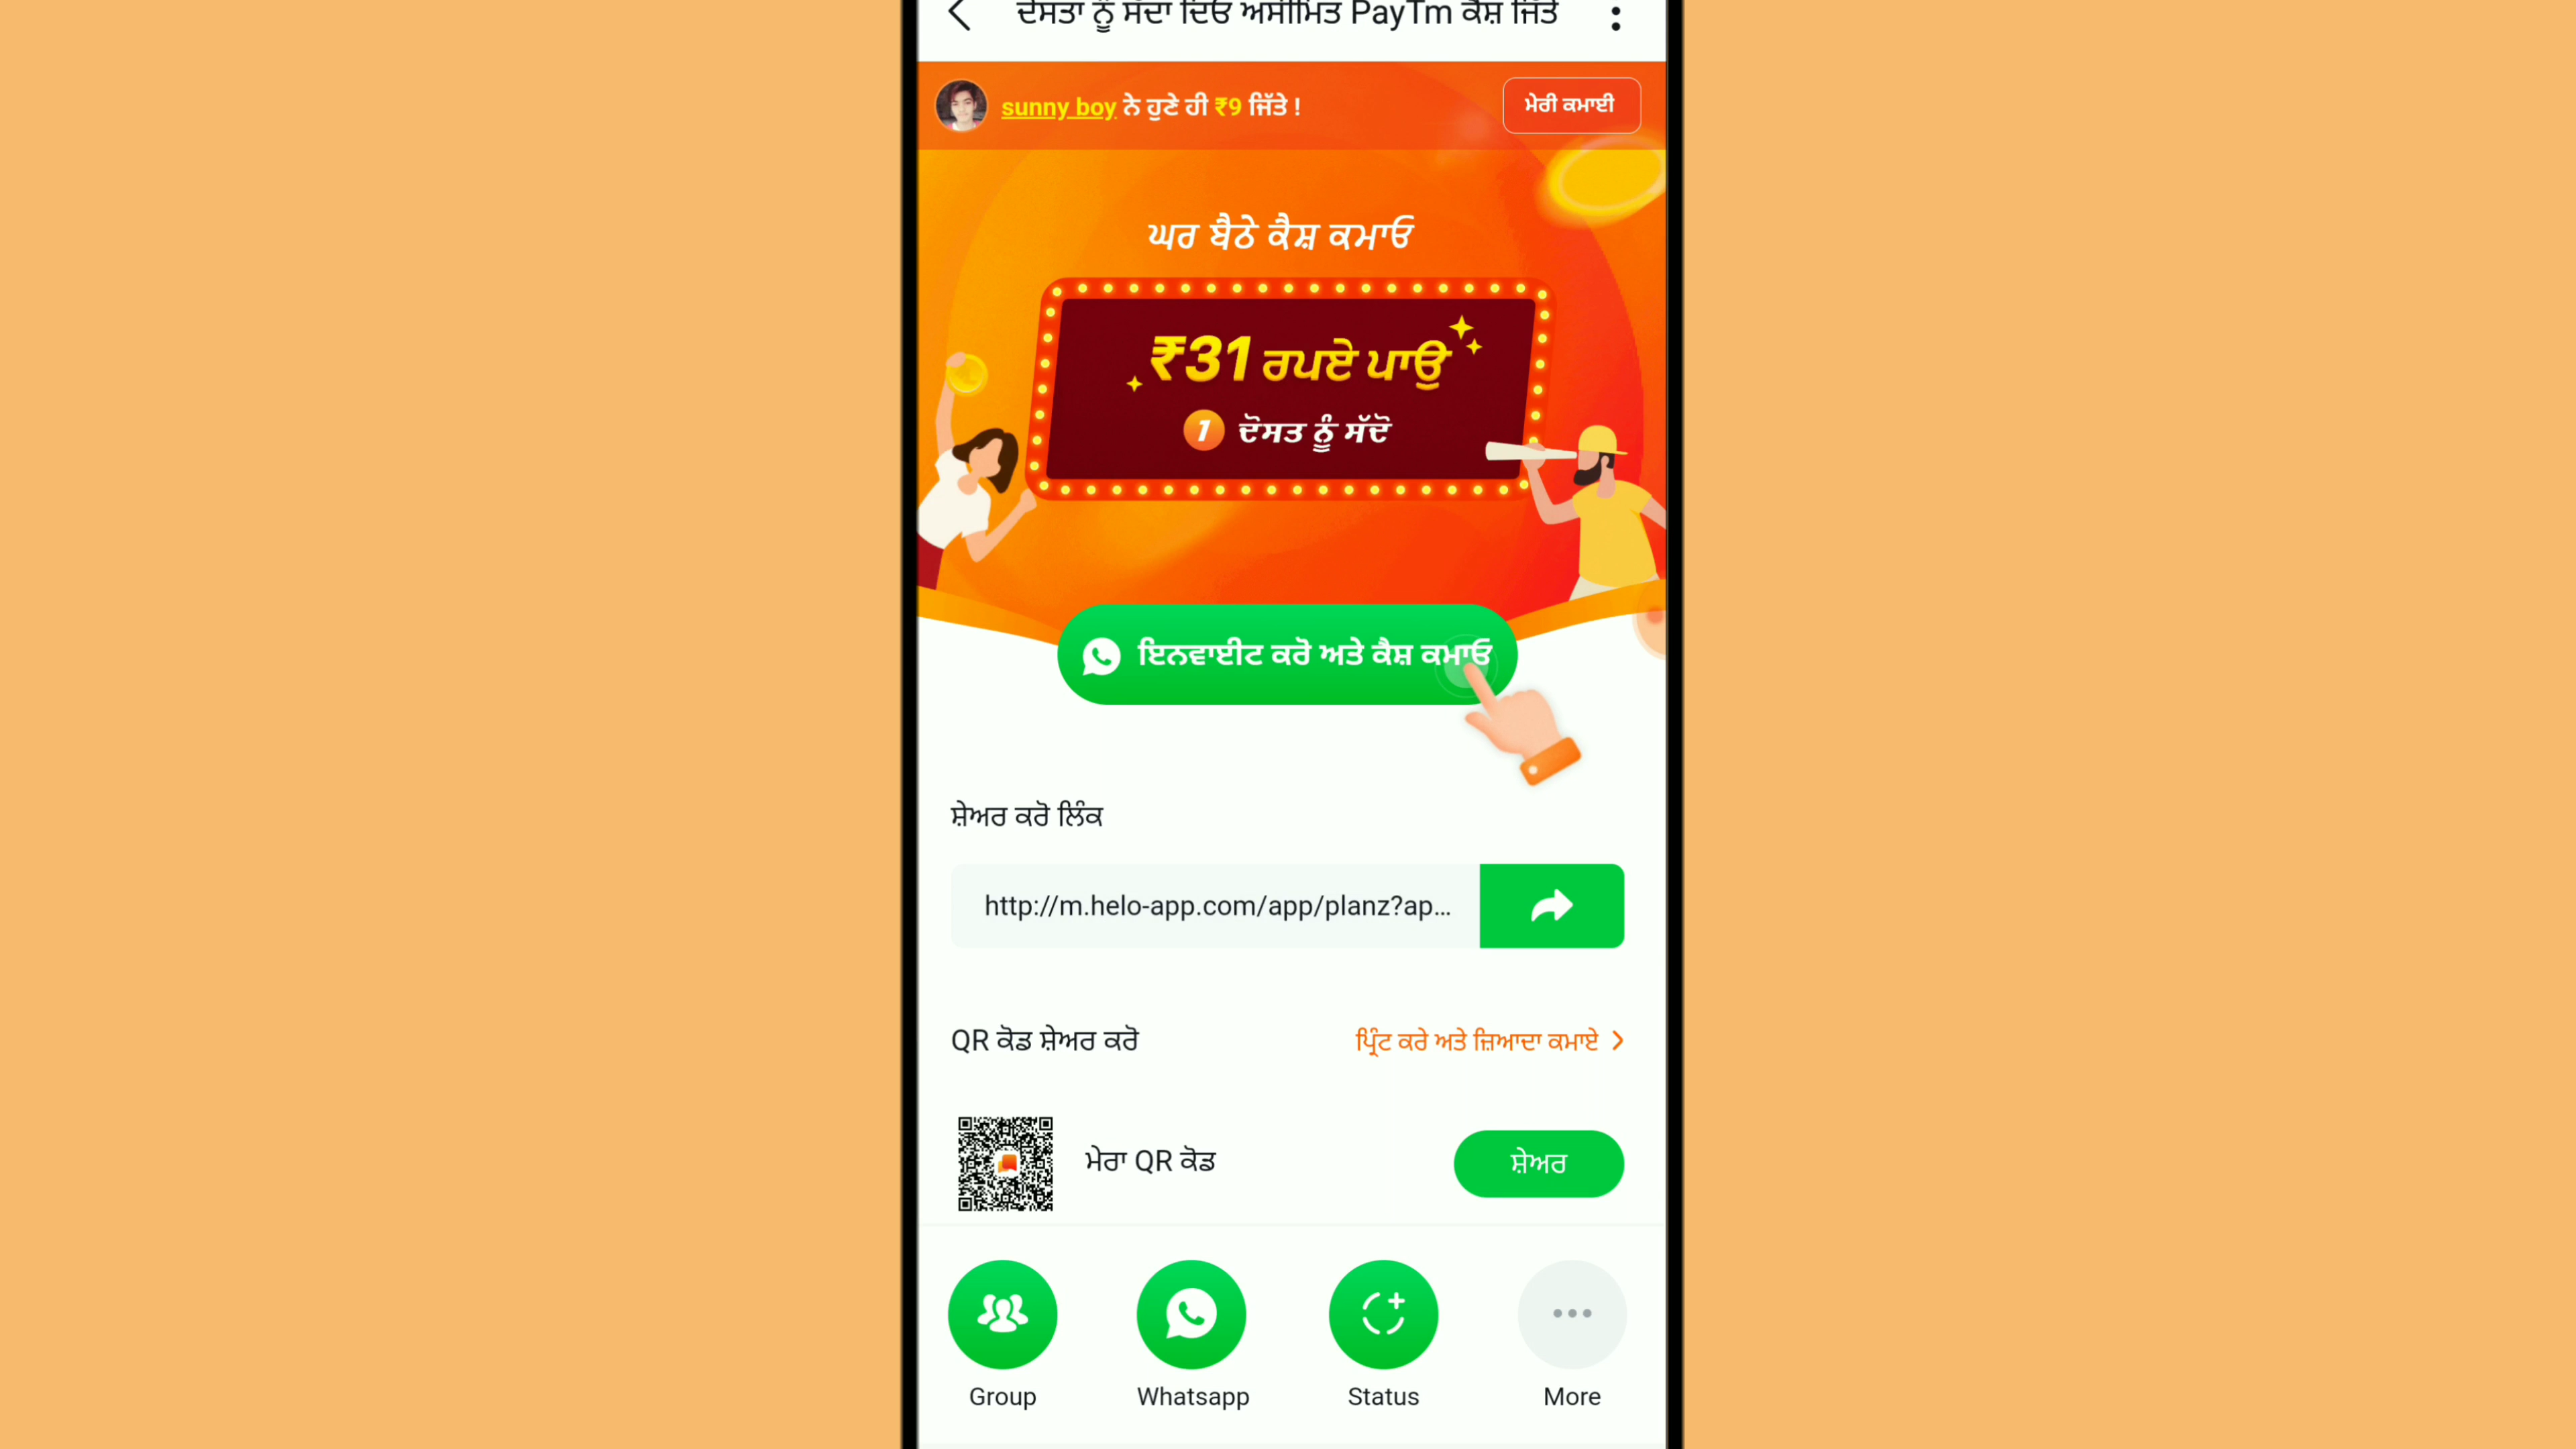 ਦੋਸਤਾਂ ਨੂੰ ਸੱਦਾ ਦਿਓ ਅਸੀਮਿਤ PayTm ਕੈਸ਼ ਜਿੱਤੋ
sunny boy ਨੇ ਹੁਣੇ ਹੀ ₹9 ਜਿੱਤੇ !
ਮੇਰੀ ਕਮਾਈ
ਘਰ ਬੈਠੇ ਕੈਸ਼ ਕਮਾਓ
₹31 ਰਪਏ ਪਾਉ
1 ਦੋਸਤ ਨੂੰ ਸੱਦੋ
ਇਨਵਾਈਟ ਕਰੋ ਅਤੇ ਕੈਸ਼ ਕਮਾਓ
ਸ਼ੇਅਰ ਕਰੋ ਲਿੰਕ
http://m.helo-app.com/app/planz?ap...
QR ਕੋਡ ਸ਼ੇਅਰ ਕਰੋ
ਪ੍ਰਿੰਟ ਕਰੇ ਅਤੇ ਜ਼ਿਆਦਾ ਕਮਾਏ
ਮੇਰਾ QR ਕੋਡ
ਸ਼ੇਅਰ
Group
Whatsapp
Status
More